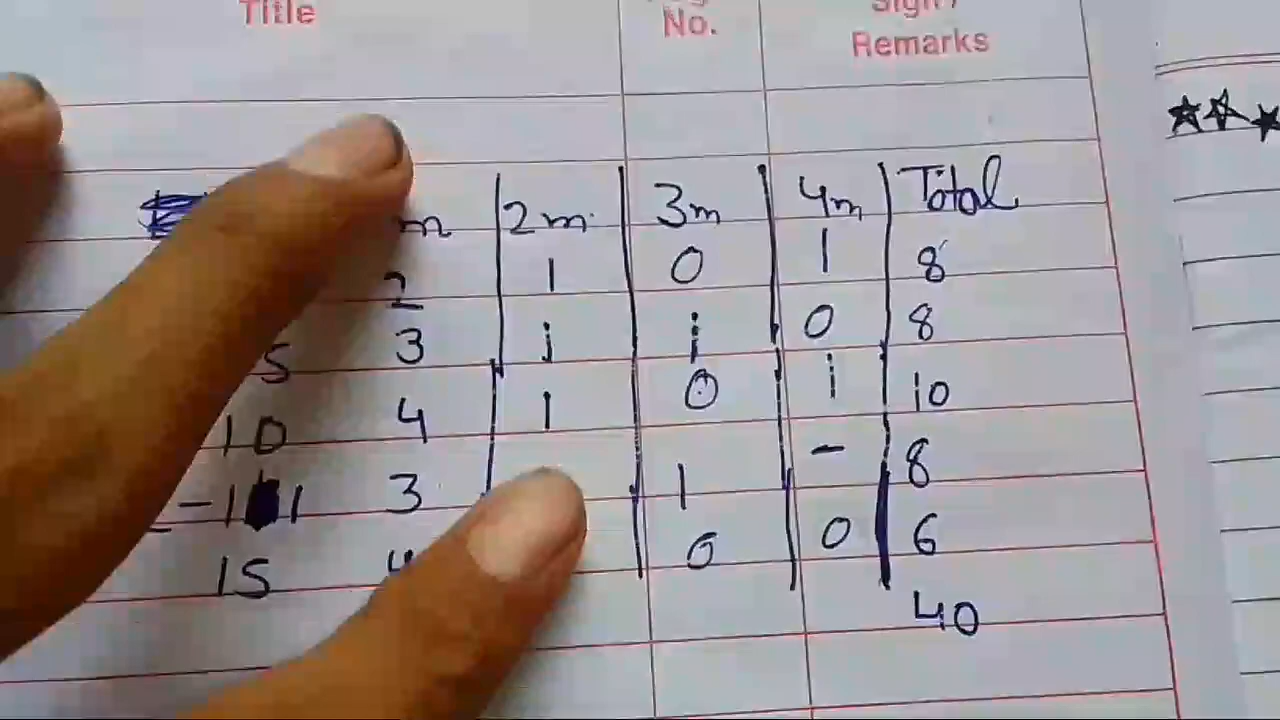 Title No. Remarks
m 2m 3m 4m Total
2 1 0 1 8
5 3 1 1 0 8
10 4 1 0 1 10
-11 3 1 - 8
15 0 0 6
40